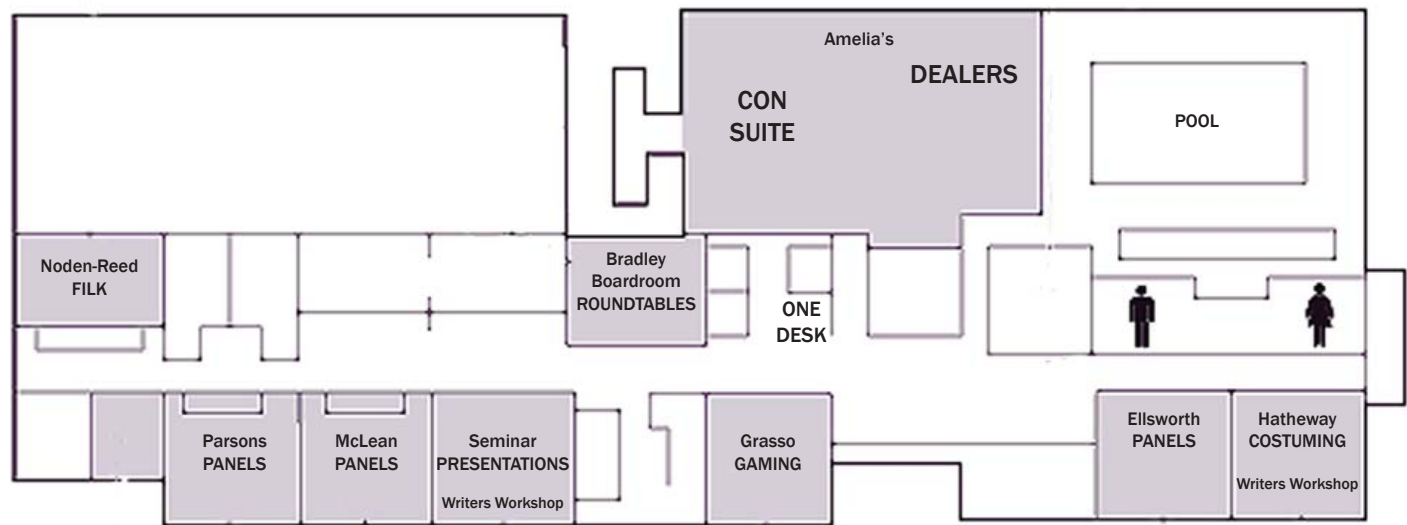 Amelia's
DEALERS
CON
SUITE
POOL
Noden-Reed
FILK
Bradley
Boardroom
ROUNDTABLES
ONE
DESK
Parsons
PANELS
McLean
PANELS
Seminar
PRESENTATIONS
Writers Workshop
Grasso
GAMING
Ellsworth
PANELS
Hatheway
COSTUMING
Writers Workshop